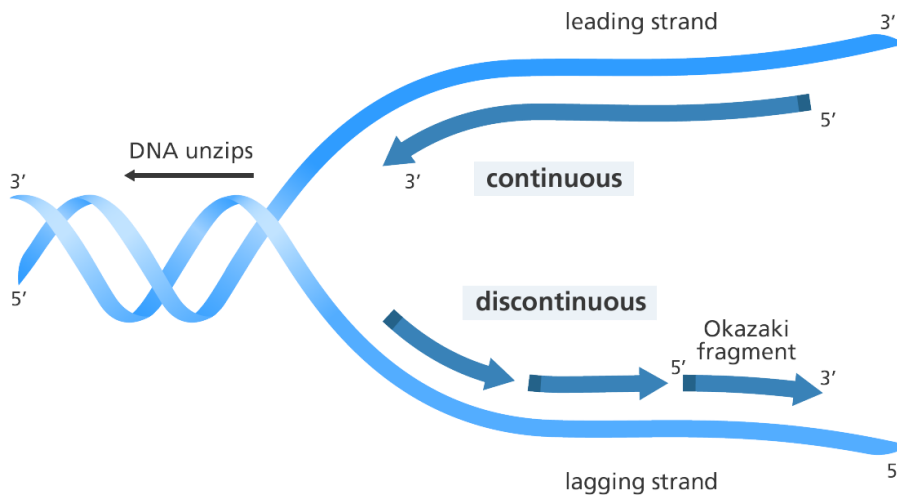 leading strand
3’
DNA unzips
5’
3’
3’
continuous
5’
discontinuous
Okazaki
fragment
5’
3’
lagging strand
5